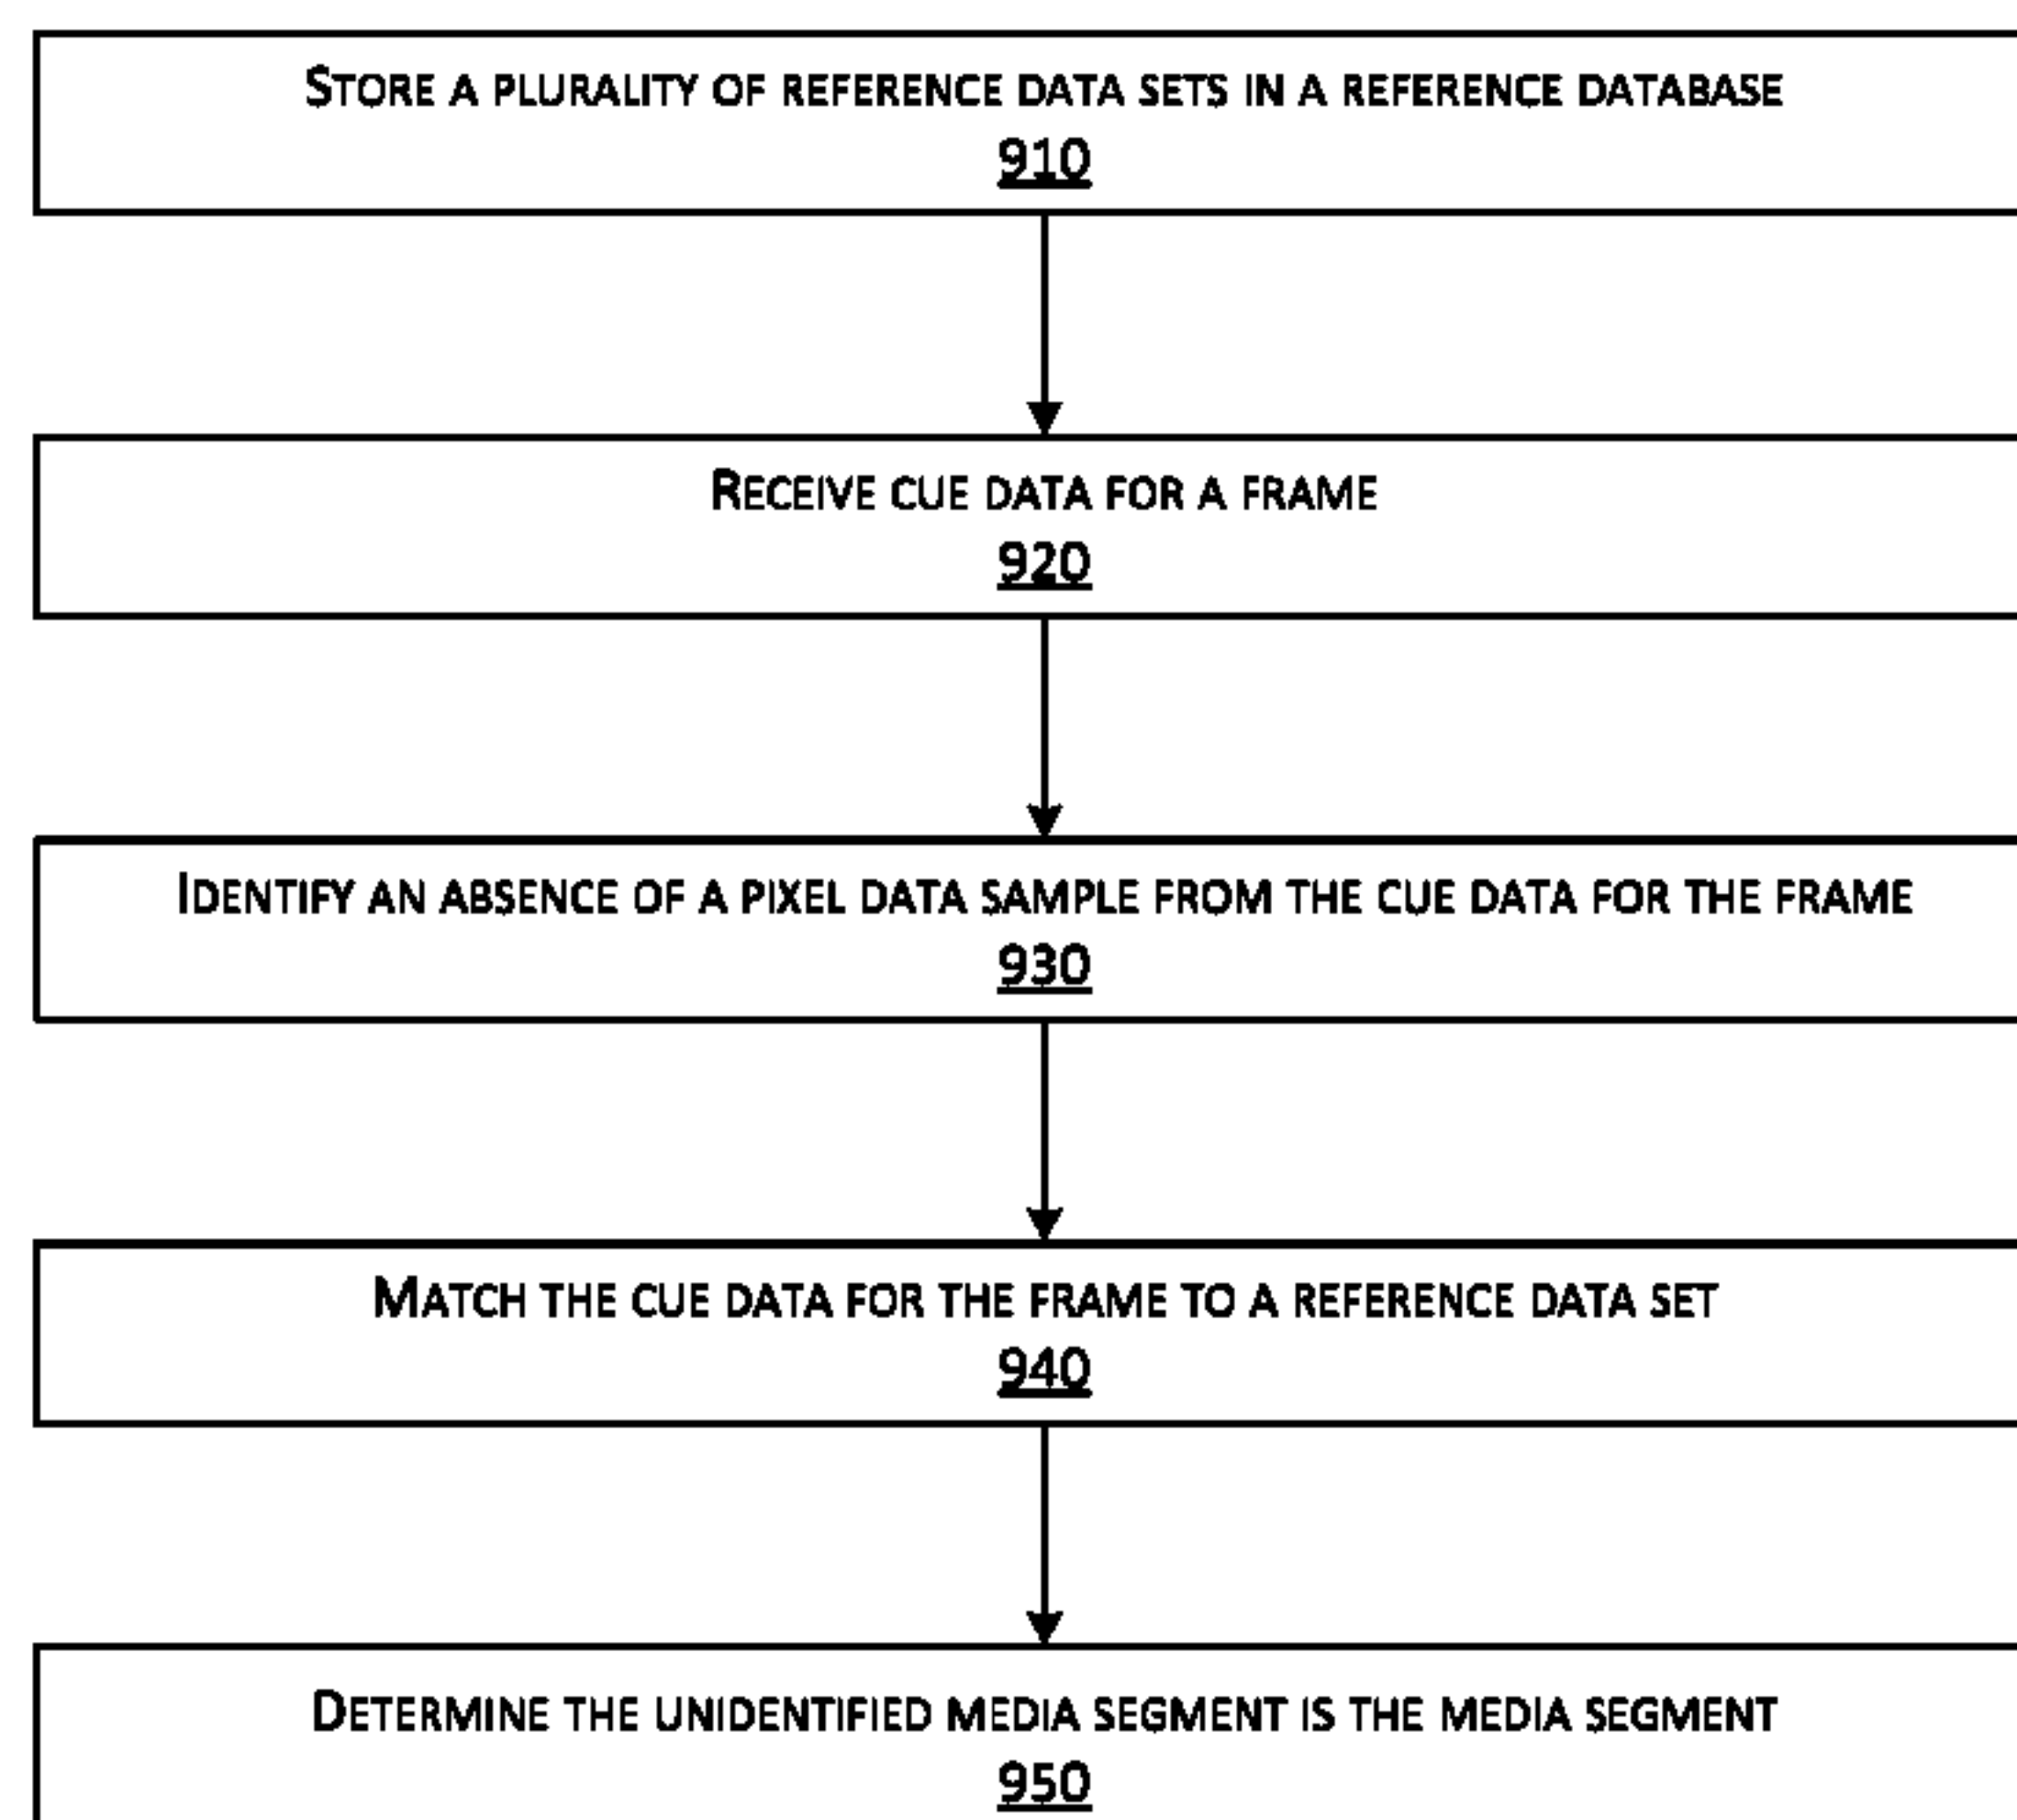 STORE A PLURALITY OF REFERENCE DATA SETS IN A REFERENCE DATABASE
910
RECEIVE CUE DATA FOR A FRAME
920
IDENTIFY AN ABSENCE OF A PIXEL DATA SAMPLE FROM THE CUE DATA FOR THE FRAME
930
MATCH THE CUE DATA FOR THE FRAME TO A REFERENCE DATA SET
940
DETERMINE THE UNIDENTIFIED MEDIA SEGMENT IS THE MEDIA SEGMENT
950